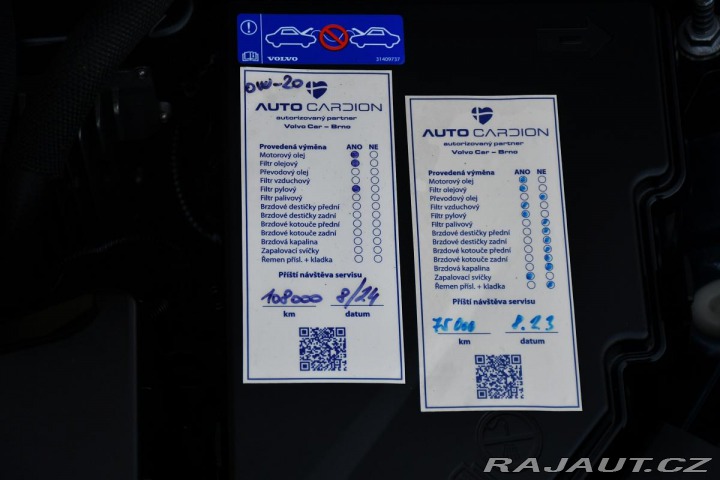 VOLVO
31409737
OW-20
AUTO CARDION
autorizovaný partner
Volvo Car – Brno
Provedená výměna ANO NE
Motorový olej
Filtr olejový
Převodový olej
Filtr vzduchový
Filtr pylový
Filtr palivový
Brzdové destičky přední
Brzdové destičky zadní
Brzdové kotouče přední
Brzdové kotouče zadní
Brzdová kapalina
Zapalovací svíčky
Řemen přísl. + kladka
Příští návštěva servisu
108000 8/24
km datum
AUTO CARDION
autorizovaný partner
Volvo Car – Brno
Provedená výměna ANO NE
Motorový olej
Filtr olejový
Převodový olej
Filtr vzduchový
Filtr pylový
Filtr palivový
Brzdové destičky přední
Brzdové destičky zadní
Brzdové kotouče přední
Brzdové kotouče zadní
Brzdová kapalina
Zapalovací svíčky
Řemen přísl. + kladka
Příští návštěva servisu
75000 8.23
km datum
RAJAUT.CZ